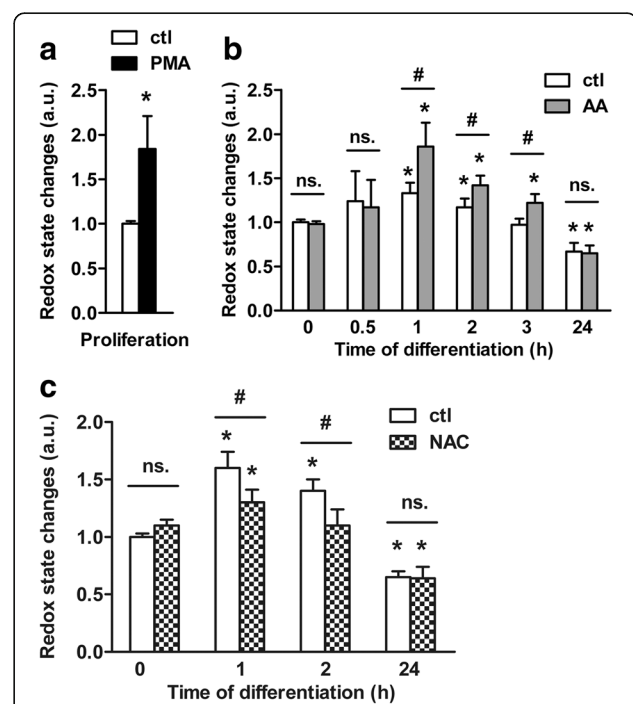 a
ctl
PMA
Redox state changes (a.u.)
2.5
2.0
1.5
1.0
0.5
0.0
*
Proliferation
b
ctl
AA
Redox state changes (a.u.)
2.5
2.0
1.5
1.0
0.5
0.0
ns. ns. # # # ns.
* * * * * * *
0 0.5 1 2 3 24
Time of differentiation (h)
c
ctl
NAC
Redox state changes (a.u.)
2.0
1.5
1.0
0.5
0.0
ns. # # ns.
* * * * *
0 1 2 24
Time of differentiation (h)